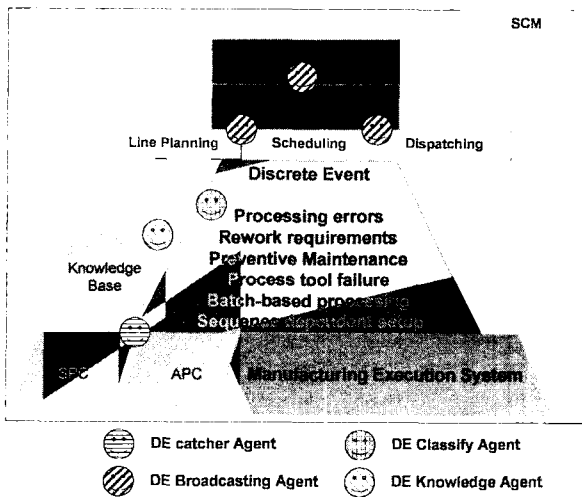 SCM
Line Planning Scheduling Dispatching
Discrete Event
Processing errors
Rework requirements
Preventive Maintenance
Process tool failure
Batch-based processing
Sequence dependent setup
Knowledge
Base
SPC APC Manufacturing Execution System
DE catcher Agent DE Classify Agent
DE Broadcasting Agent DE Knowledge Agent